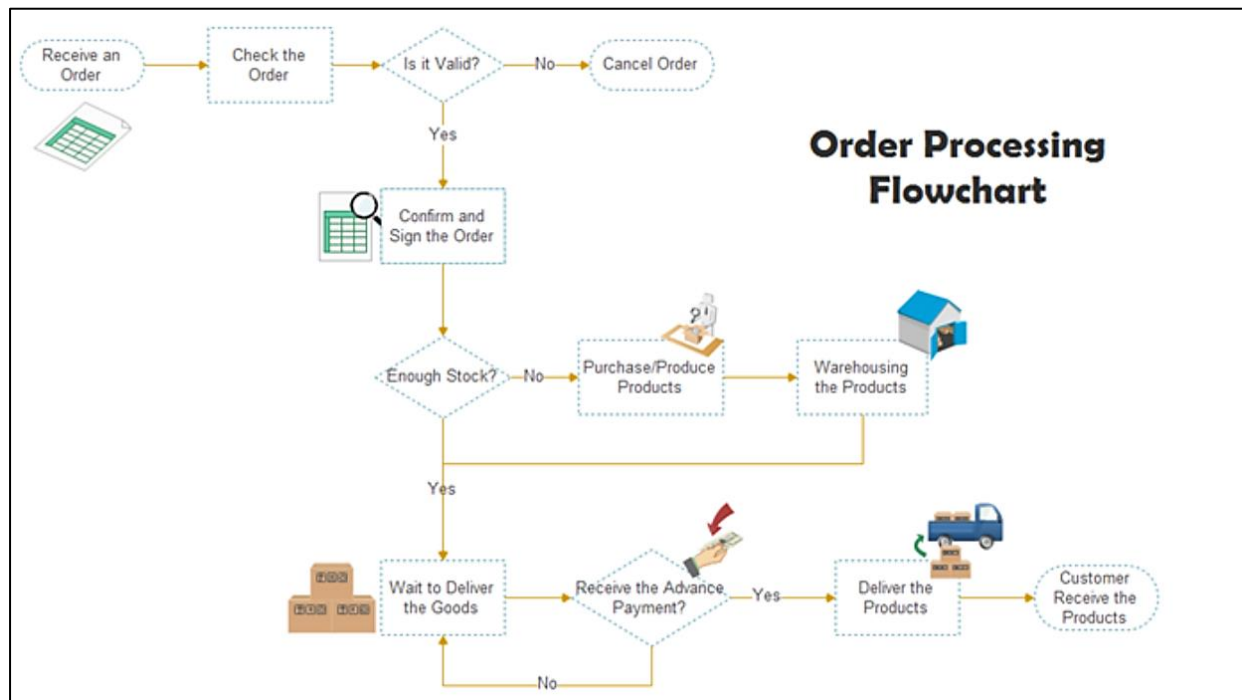 Receive an
Order
Check the
Order
Is it Valid?
No
Cancel Order
Yes
Order Processing
Flowchart
Confirm and
Sign the Order
?
Enough Stock?
No
Purchase/Produce
Products
Warehousing
the Products
Yes
Wait to Deliver
the Goods
Receive the Advance
Payment?
Yes
Deliver the
Products
Customer
Receive the
Products
No